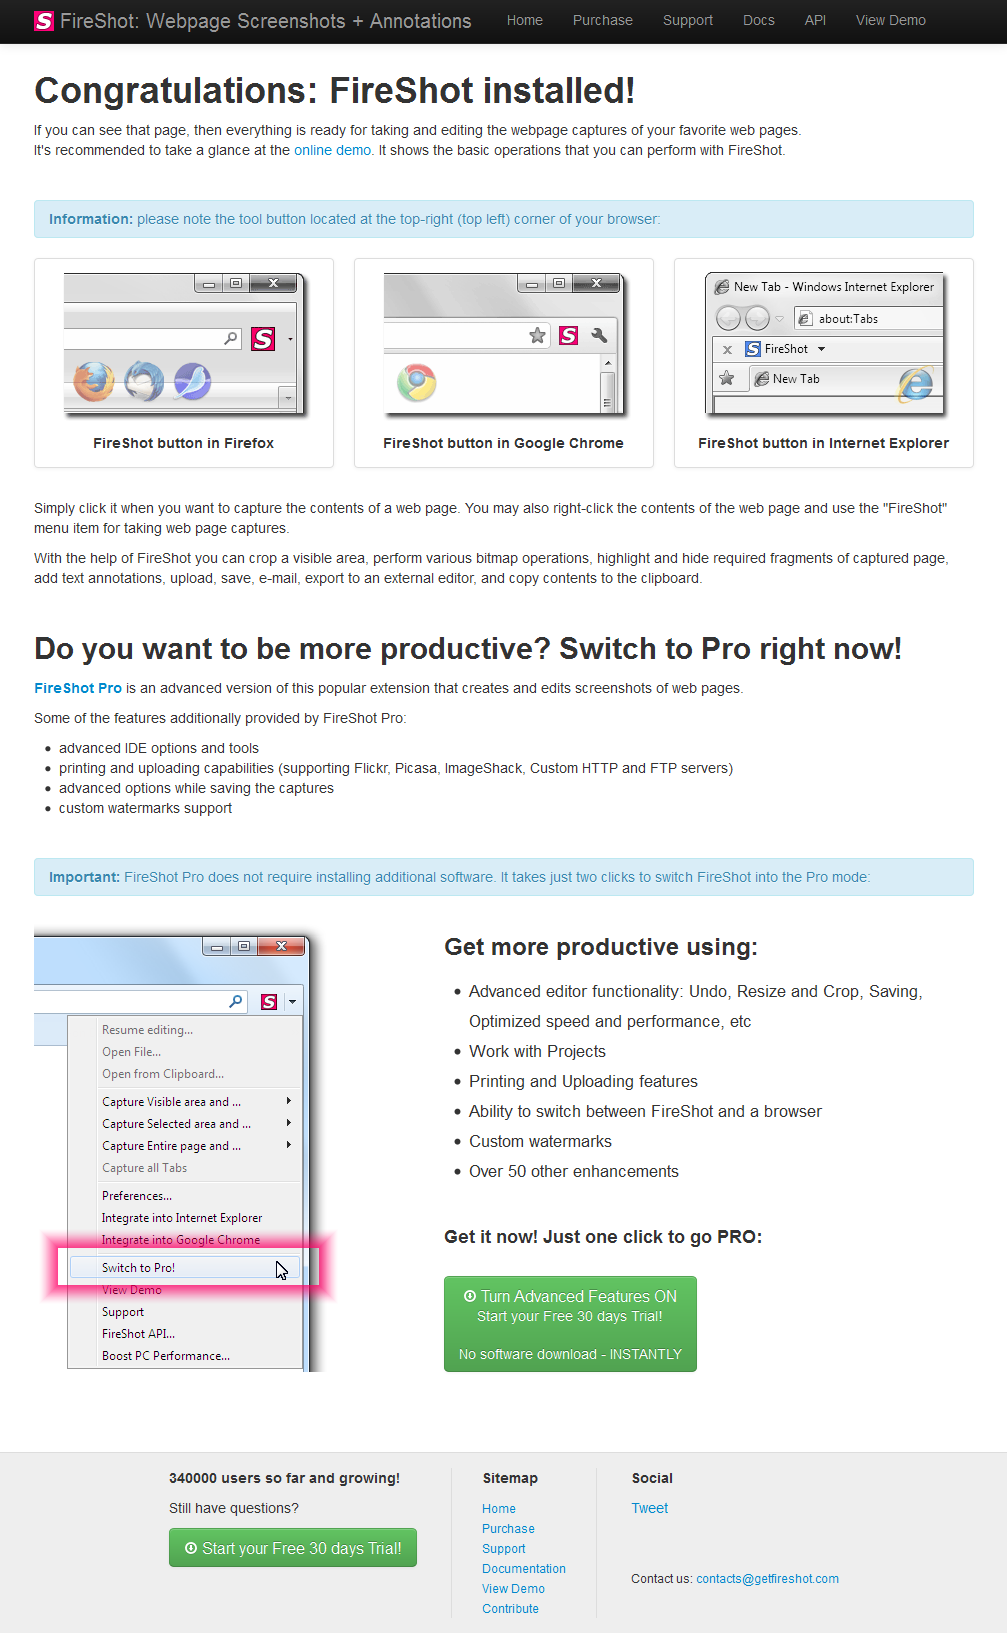 FireShot: Webpage Screenshots + Annotations
Home
Purchase
Support
Docs
API
View Demo
Congratulations: FireShot installed!
If you can see that page, then everything is ready for taking and editing the webpage captures of your favorite web pages.
It's recommended to take a glance at the online demo. It shows the basic operations that you can perform with FireShot.
Information: please note the tool button located at the top-right (top left) corner of your browser:
S
FireShot button in Firefox
S
FireShot button in Google Chrome
New Tab - Windows Internet Explorer
about:Tabs
x S FireShot
New Tab
FireShot button in Internet Explorer
Simply click it when you want to capture the contents of a web page. You may also right-click the contents of the web page and use the "FireShot"
menu item for taking web page captures.
With the help of FireShot you can crop a visible area, perform various bitmap operations, highlight and hide required fragments of captured page,
add text annotations, upload, save, e-mail, export to an external editor, and copy contents to the clipboard.
Do you want to be more productive? Switch to Pro right now!
FireShot Pro is an advanced version of this popular extension that creates and edits screenshots of web pages.
Some of the features additionally provided by FireShot Pro:
advanced IDE options and tools
printing and uploading capabilities (supporting Flickr, Picasa, ImageShack, Custom HTTP and FTP servers)
advanced options while saving the captures
custom watermarks support
Important: FireShot Pro does not require installing additional software. It takes just two clicks to switch FireShot into the Pro mode:
S
Resume editing...
Open File...
Open from Clipboard...
Capture Visible area and ...
Capture Selected area and ...
Capture Entire page and ...
Capture all Tabs
Preferences...
Integrate into Internet Explorer
Integrate into Google Chrome
Switch to Pro!
View Demo
Support
FireShot API...
Boost PC Performance...
Get more productive using:
Advanced editor functionality: Undo, Resize and Crop, Saving,
Optimized speed and performance, etc
Work with Projects
Printing and Uploading features
Ability to switch between FireShot and a browser
Custom watermarks
Over 50 other enhancements
Get it now! Just one click to go PRO:
Turn Advanced Features ON
Start your Free 30 days Trial!
No software download - INSTANTLY
340000 users so far and growing!
Still have questions?
Start your Free 30 days Trial!
Sitemap
Home
Purchase
Support
Documentation
View Demo
Contribute
Social
Tweet
Contact us: contacts@getfireshot.com